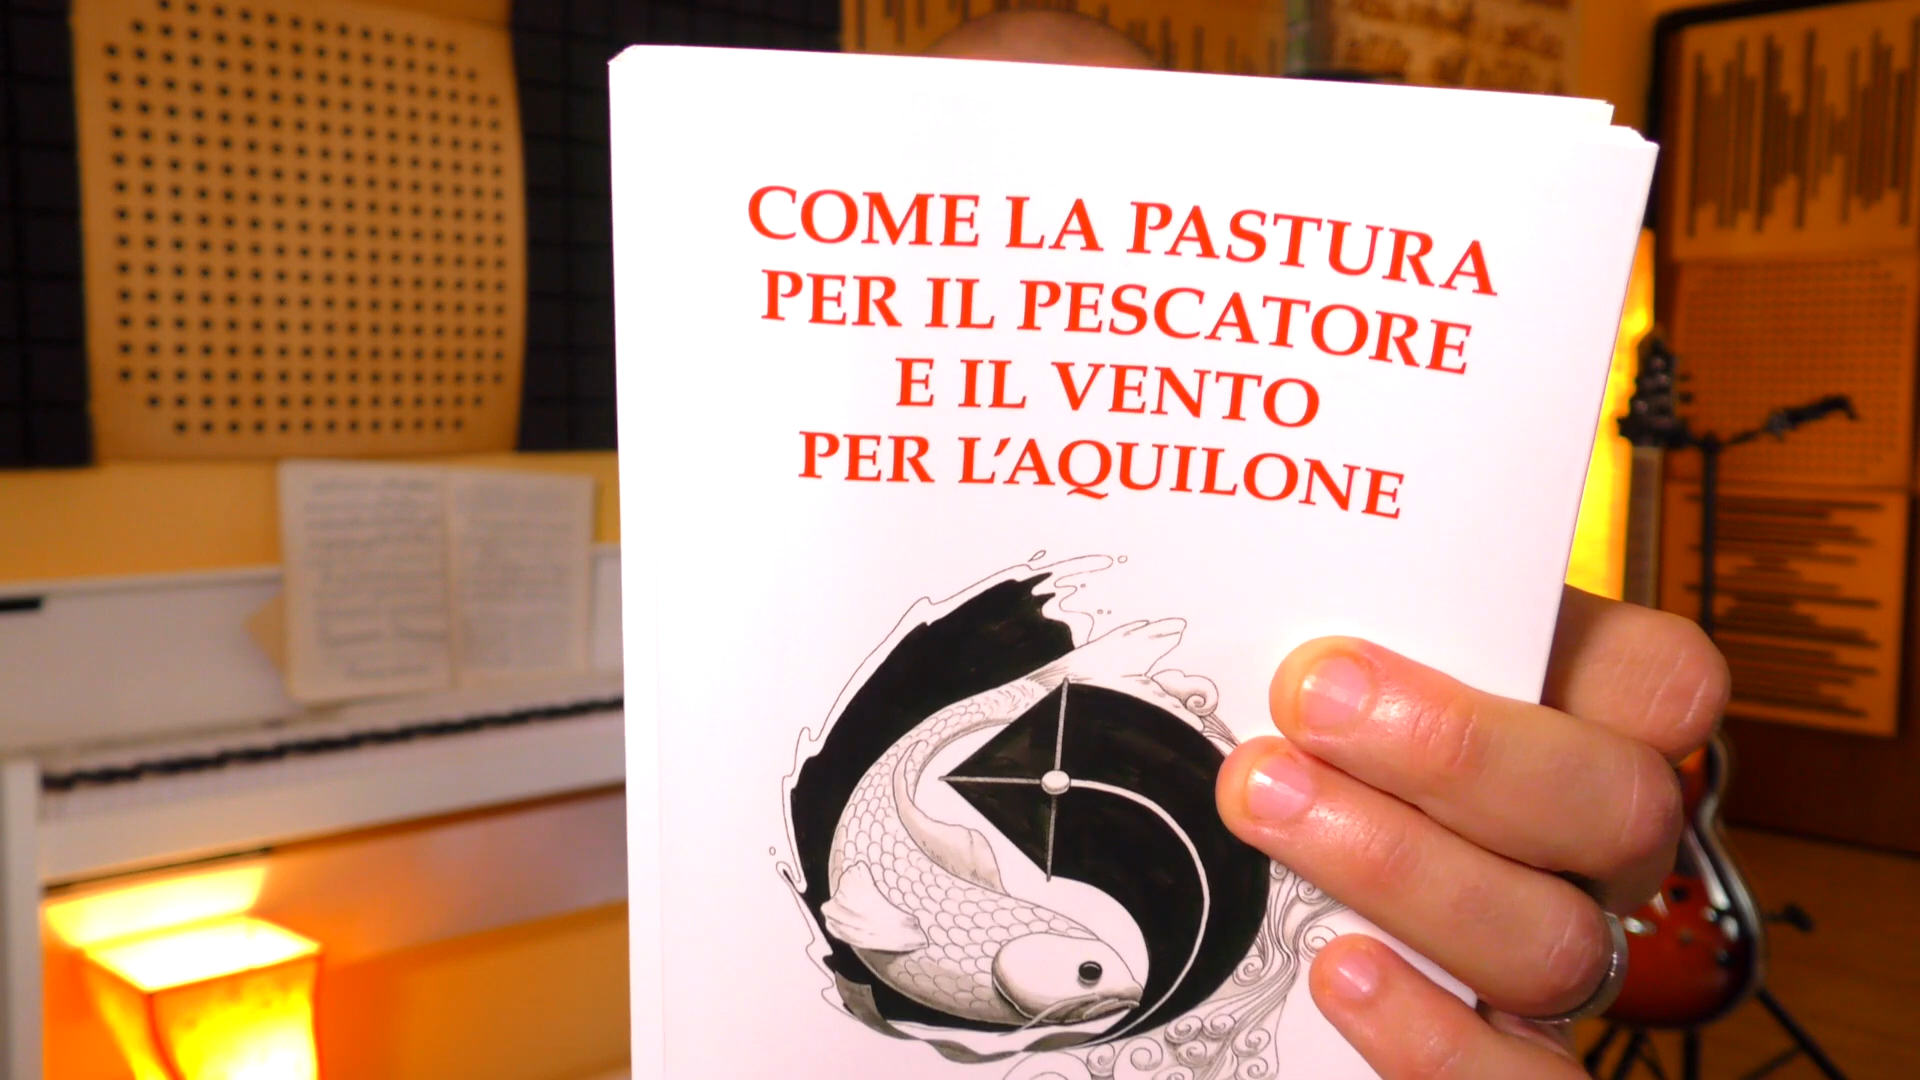 COME LA PASTURA
PER IL PESCATORE
E IL VENTO
PER L'AQUILONE